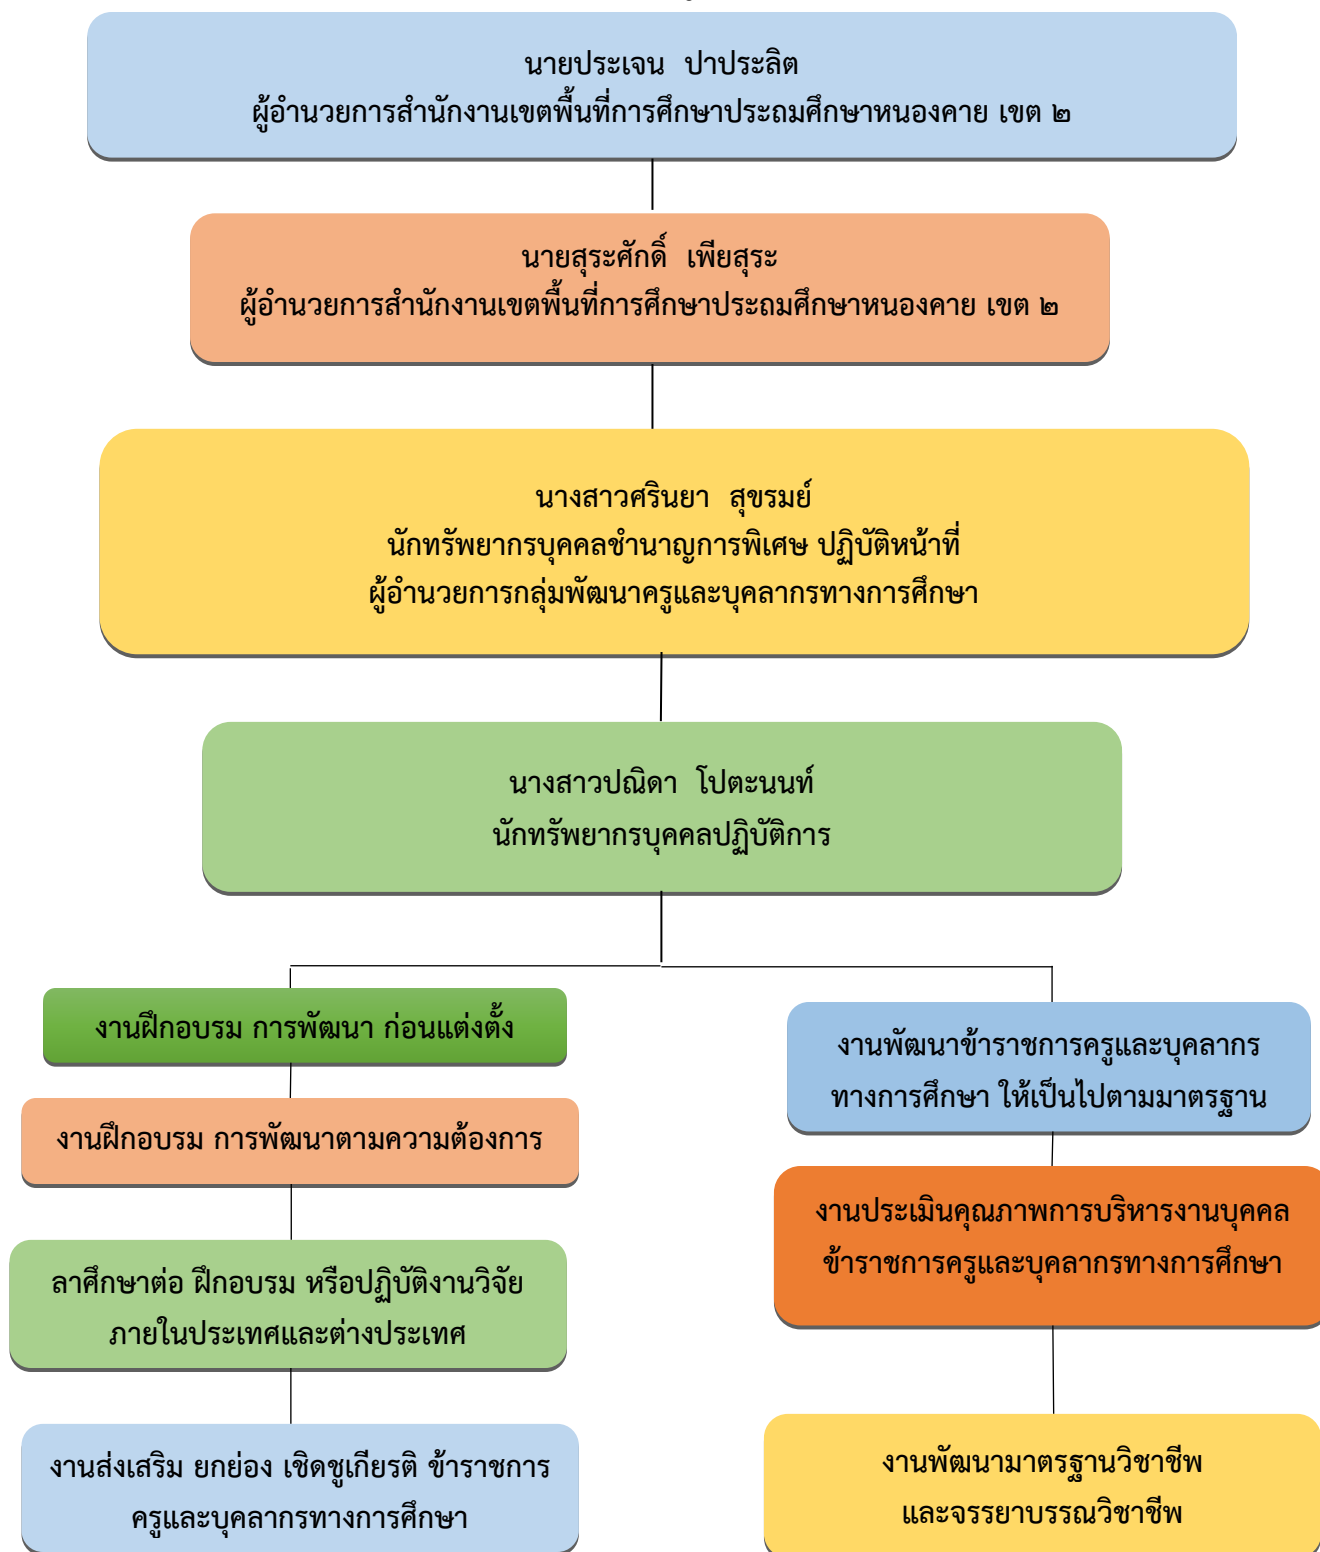 นายประเจน ปาประลิต
ผู้อำนวยการสำนักงานเขตพื้นที่การศึกษาประถมศึกษาหนองคาย เขต ๒
นายสุระศักดิ์ เพียสุระ
ผู้อำนวยการสำนักงานเขตพื้นที่การศึกษาประถมศึกษาหนองคาย เขต ๒
นางสาวศรินยา สุขรมย์
นักทรัพยากรบุคคลชำนาญการพิเศษ ปฏิบัติหน้าที่
ผู้อำนวยการกลุ่มพัฒนาครูและบุคลากรทางการศึกษา
นางสาวปณิดา โปตะนนท์
นักทรัพยากรบุคคลปฏิบัติการ
งานฝึกอบรม การพัฒนา ก่อนแต่งตั้ง
งานฝึกอบรม การพัฒนาตามความต้องการ
ลาศึกษาต่อ ฝึกอบรม หรือปฏิบัติงานวิจัย
ภายในประเทศและต่างประเทศ
งานส่งเสริม ยกย่อง เชิดชูเกียรติ ข้าราชการ
ครูและบุคลากรทางการศึกษา
งานพัฒนาข้าราชการครูและบุคลากร
ทางการศึกษา ให้เป็นไปตามมาตรฐาน
งานประเมินคุณภาพการบริหารงานบุคคล
ข้าราชการครูและบุคลากรทางการศึกษา
งานพัฒนามาตรฐานวิชาชีพ
และจรรยาบรรณวิชาชีพ